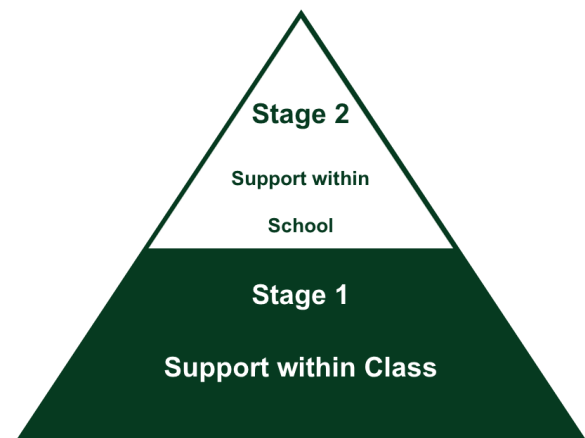 Stage 2
Support within
School
Stage 1
Support within Class